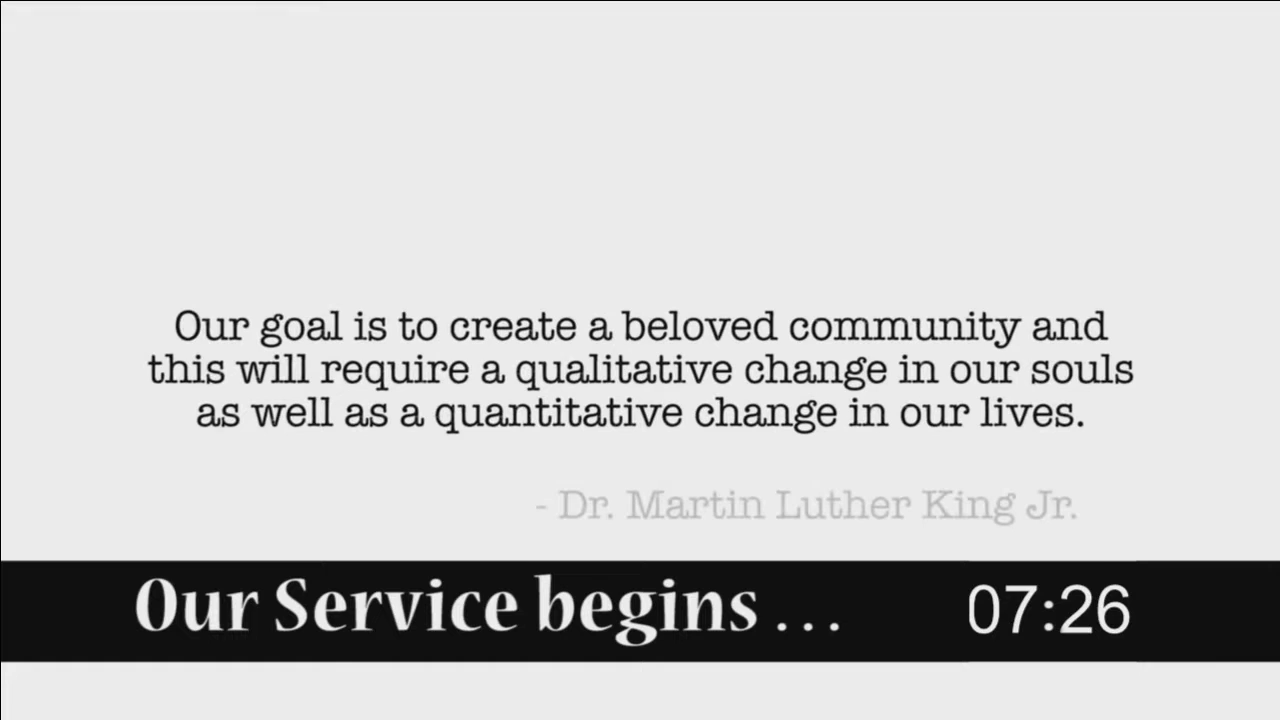 Our goal is to create a beloved community and
this will require a qualitative change in our souls
as well as a quantitative change in our lives.
- Dr. Martin Luther King Jr.
Our Service begins ... 07:26